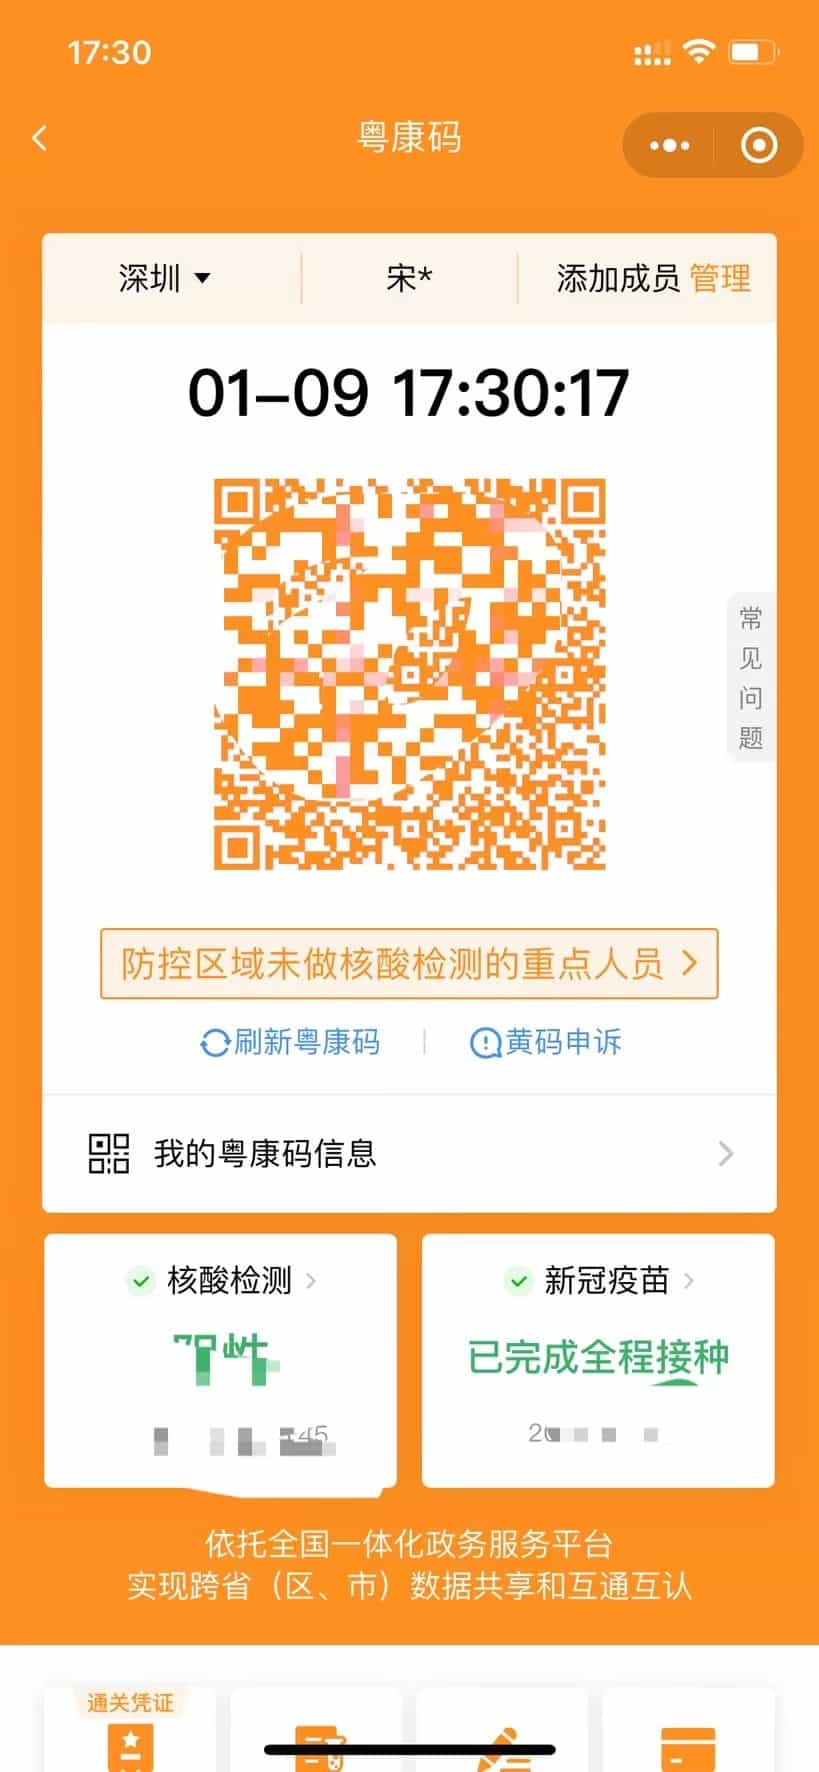 17:30
粤康码
深圳 宋* 添加成员 管理
01-09 17:30:17
常见问题
防控区域未做核酸检测的重点人员
刷新粤康码 黄码申诉
我的粤康码信息
核酸检测 新冠疫苗
已完成全程接种
依托全国一体化政务服务平台
实现跨省（区、市）数据共享和互通互认
通关凭证